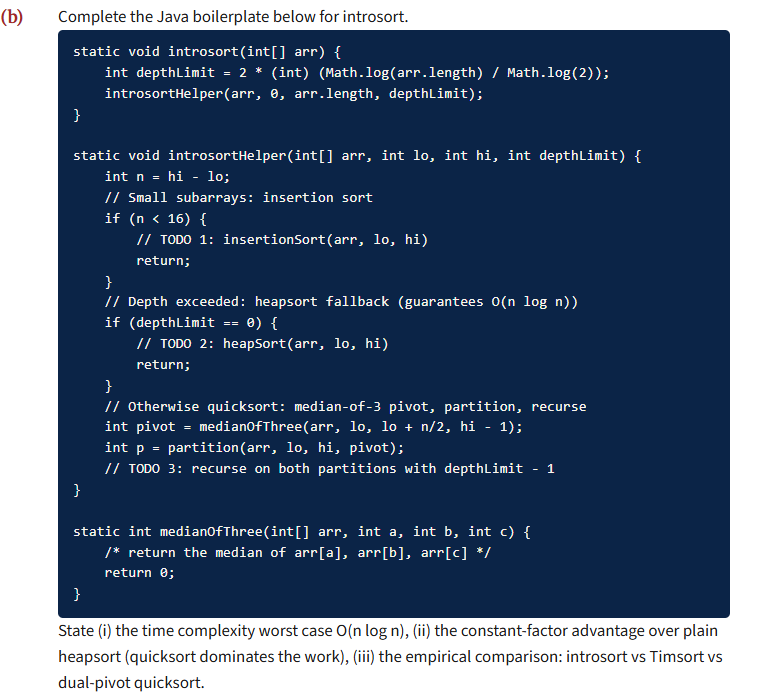 (b) Complete the Java boilerplate below for introsort.
static void introsort(int[] arr) {
    int depthLimit = 2 * (int) (Math.log(arr.length) / Math.log(2));
    introsortHelper(arr, 0, arr.length, depthLimit);
}

static void introsortHelper(int[] arr, int lo, int hi, int depthLimit) {
    int n = hi - lo;
    // Small subarrays: insertion sort
    if (n < 16) {
        // TODO 1: insertionSort(arr, lo, hi)
        return;
    }
    // Depth exceeded: heapsort fallback (guarantees O(n log n))
    if (depthLimit == 0) {
        // TODO 2: heapSort(arr, lo, hi)
        return;
    }
    // Otherwise quicksort: median-of-3 pivot, partition, recurse
    int pivot = medianOfThree(arr, lo, lo + n/2, hi - 1);
    int p = partition(arr, lo, hi, pivot);
    // TODO 3: recurse on both partitions with depthLimit - 1
}

static int medianOfThree(int[] arr, int a, int b, int c) {
    /* return the median of arr[a], arr[b], arr[c] */
    return 0;
}
State (i) the time complexity worst case O(n log n), (ii) the constant-factor advantage over plain
heapsort (quicksort dominates the work), (iii) the empirical comparison: introsort vs Timsort vs
dual-pivot quicksort.